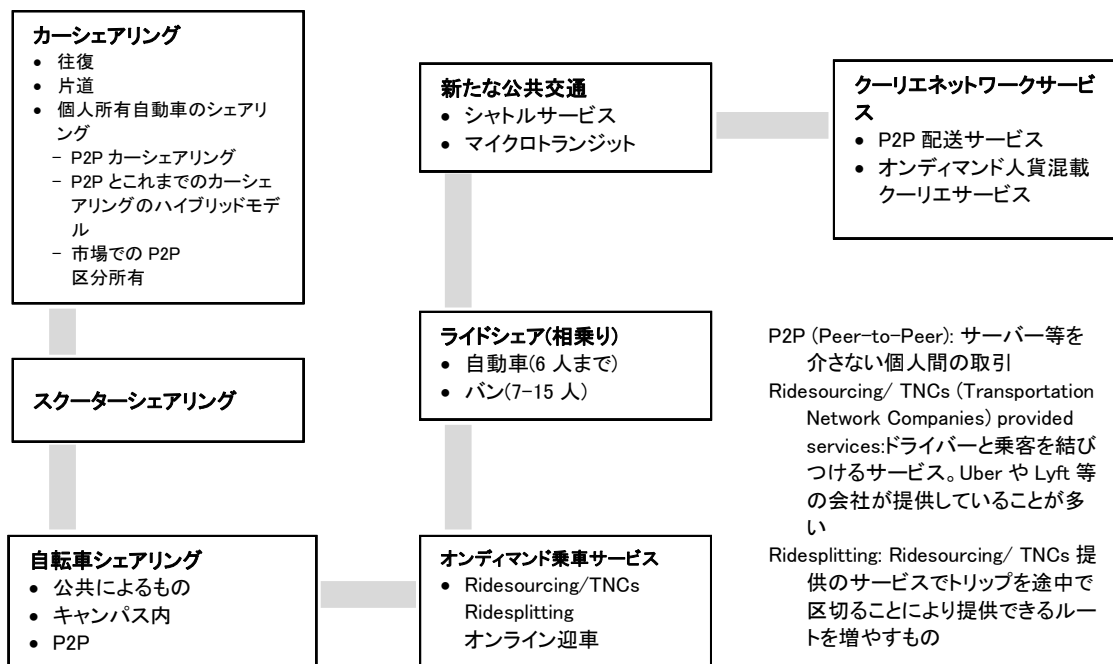 カーシェアリング
• 往復
• 片道
• 個人所有自動車のシェアリ
ング
− P2P カーシェアリング
− P2P とこれまでのカーシェ
アリングのハイブリッドモデ
ル
− 市場での P2P
区分所有
スクーターシェアリング
自転車シェアリング
• 公共によるもの
• キャンパス内
• P2P
オンディマンド乗車サービス
• Ridesourcing/TNCs
Ridesplitting
オンライン迎車
ライドシェア(相乗り)
• 自動車(6 人まで)
• バン(7-15 人)
新たな公共交通
• シャトルサービス
• マイクロトランジット
クーリエネットワークサービ
ス
• P2P 配送サービス
• オンディマンド人貨混載
クーリエサービス
P2P (Peer-to-Peer): サーバー等を
介さない個人間の取引
Ridesourcing/ TNCs (Transportation
Network Companies) provided
services:ドライバーと乗客を結び
つけるサービス。Uber や Lyft 等
の会社が提供していることが多
い
Ridesplitting: Ridesourcing/ TNCs 提
供のサービスでトリップを途中で
区切ることにより提供できるルー
トを増やすもの